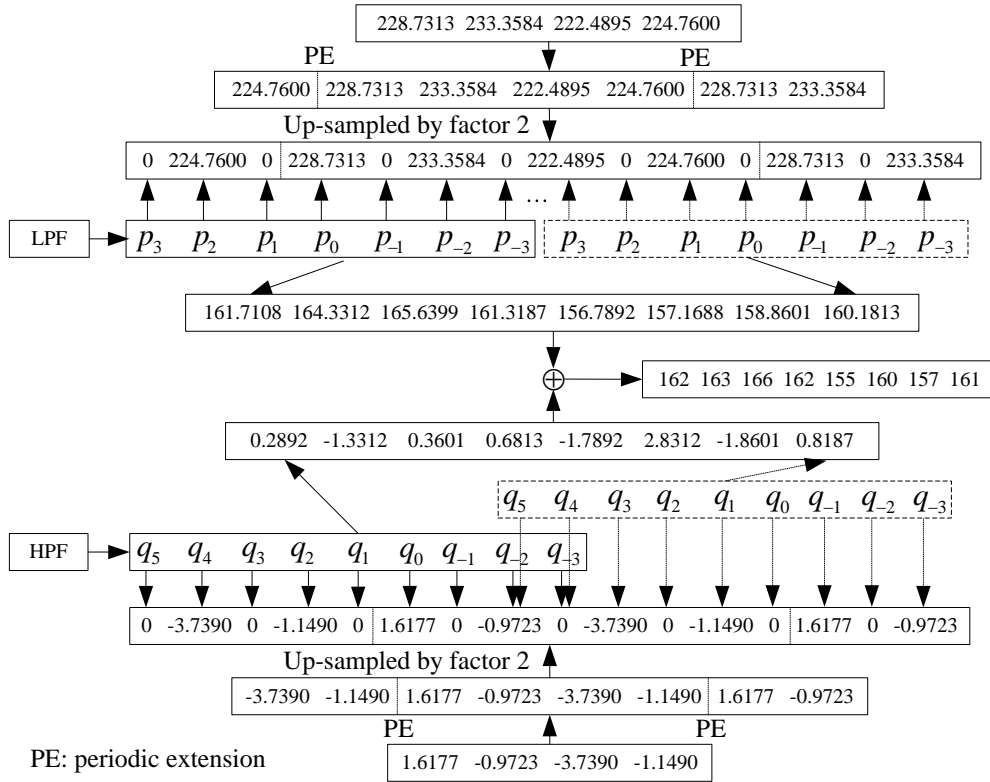 228.7313 233.3584 222.4895 224.7600
PE PE
224.7600 228.7313 233.3584 222.4895 224.7600 228.7313 233.3584
Up-sampled by factor 2
0 224.7600 0 228.7313 0 233.3584 0 222.4895 0 224.7600 0 228.7313 0 233.3584
...
LPF p₃ p₂ p₁ p₀ p₋₁ p₋₂ p₋₃ p₃ p₂ p₁ p₀ p₋₁ p₋₂ p₋₃
161.7108 164.3312 165.6399 161.3187 156.7892 157.1688 158.8601 160.1813
162 163 166 162 155 160 157 161
0.2892 -1.3312 0.3601 0.6813 -1.7892 2.8312 -1.8601 0.8187
q₅ q₄ q₃ q₂ q₁ q₀ q₋₁ q₋₂ q₋₃
HPF q₅ q₄ q₃ q₂ q₁ q₀ q₋₁ q₋₂ q₋₃
0 -3.7390 0 -1.1490 0 1.6177 0 -0.9723 0 -3.7390 0 -1.1490 0 1.6177 0 -0.9723
Up-sampled by factor 2
-3.7390 -1.1490 1.6177 -0.9723 -3.7390 -1.1490 1.6177 -0.9723
PE PE
1.6177 -0.9723 -3.7390 -1.1490
PE: periodic extension